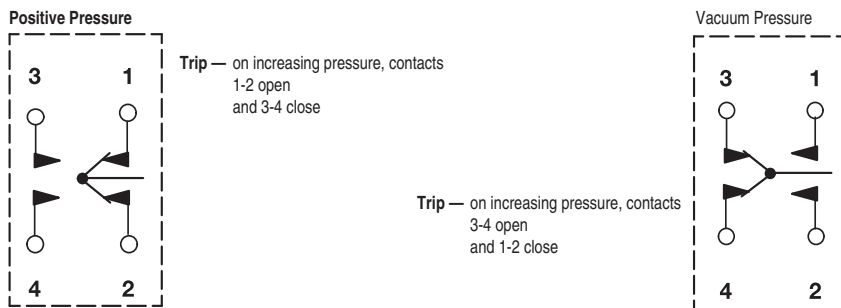 Positive Pressure
3 1
4 2
Trip — on increasing pressure, contacts
1-2 open
and 3-4 close
Trip — on increasing pressure, contacts
3-4 open
and 1-2 close
Vacuum Pressure
3 1
4 2